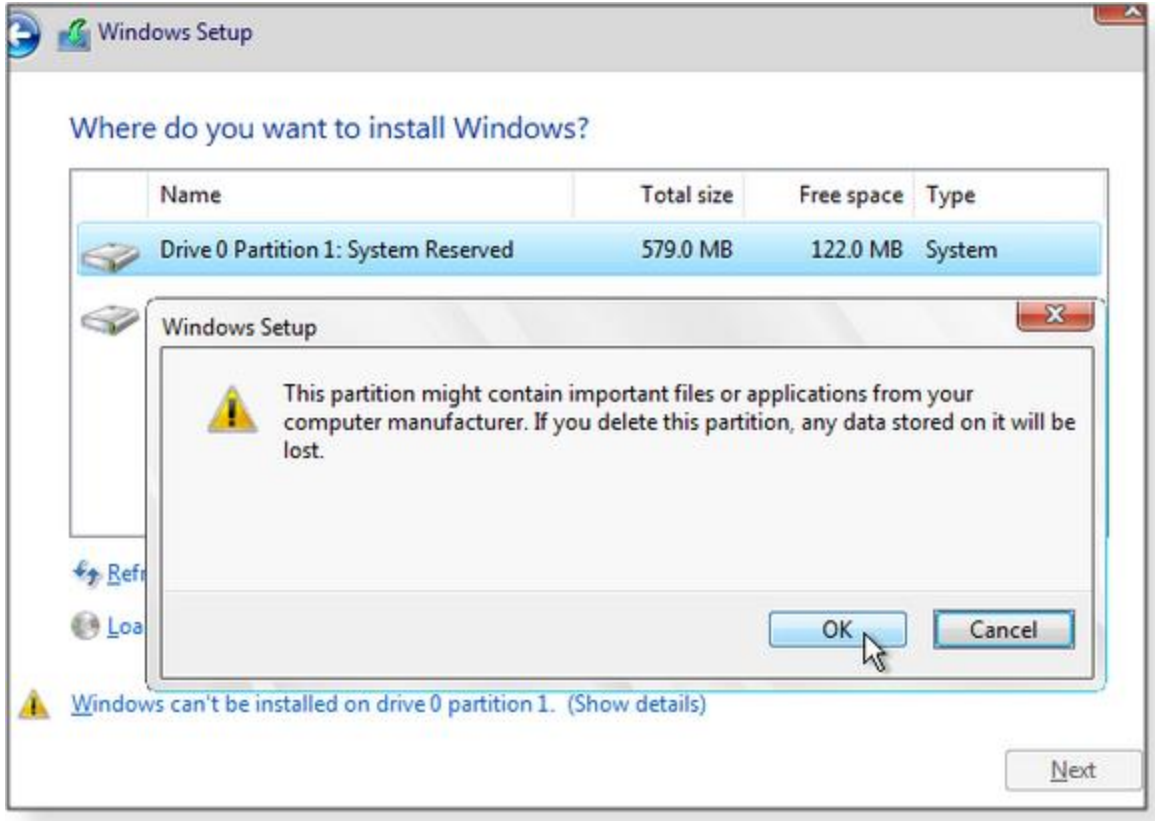 Windows Setup
Where do you want to install Windows?
Name Total size Free space Type
Drive 0 Partition 1: System Reserved 579.0 MB 122.0 MB System
Windows Setup
This partition might contain important files or applications from your
computer manufacturer. If you delete this partition, any data stored on it will be
lost.
Refr
Loa
OK Cancel
Windows can't be installed on drive 0 partition 1. (Show details)
Next